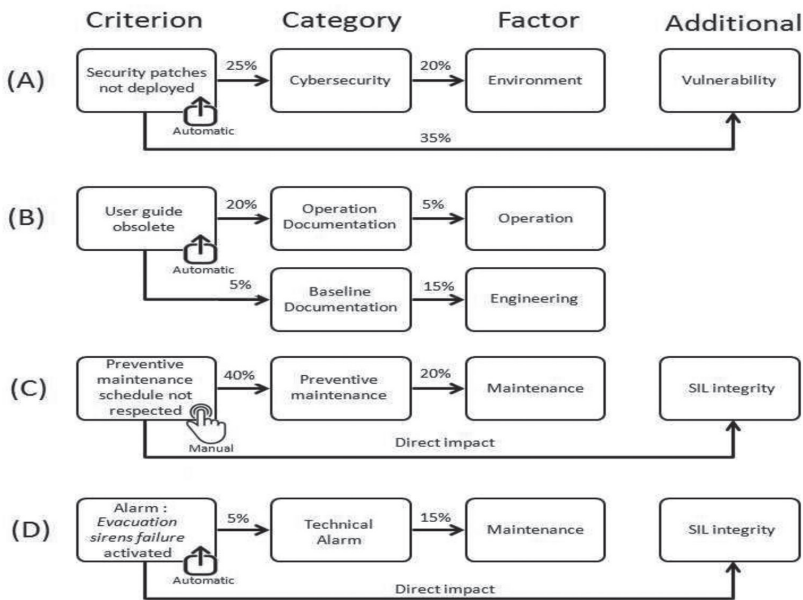 Criterion Category Factor Additional
(A)
Security patches
not deployed
Automatic
25%
Cybersecurity
20%
Environment
Vulnerability
35%
(B)
User guide
obsolete
Automatic
20%
Operation
Documentation
5%
Operation
5%
Baseline
Documentation
15%
Engineering
(C)
Preventive
maintenance
schedule not
respected
Manual
40%
Preventive
maintenance
20%
Maintenance
SIL integrity
Direct impact
(D)
Alarm :
Evacuation
sirens failure
activated
Automatic
5%
Technical
Alarm
15%
Maintenance
SIL integrity
Direct impact